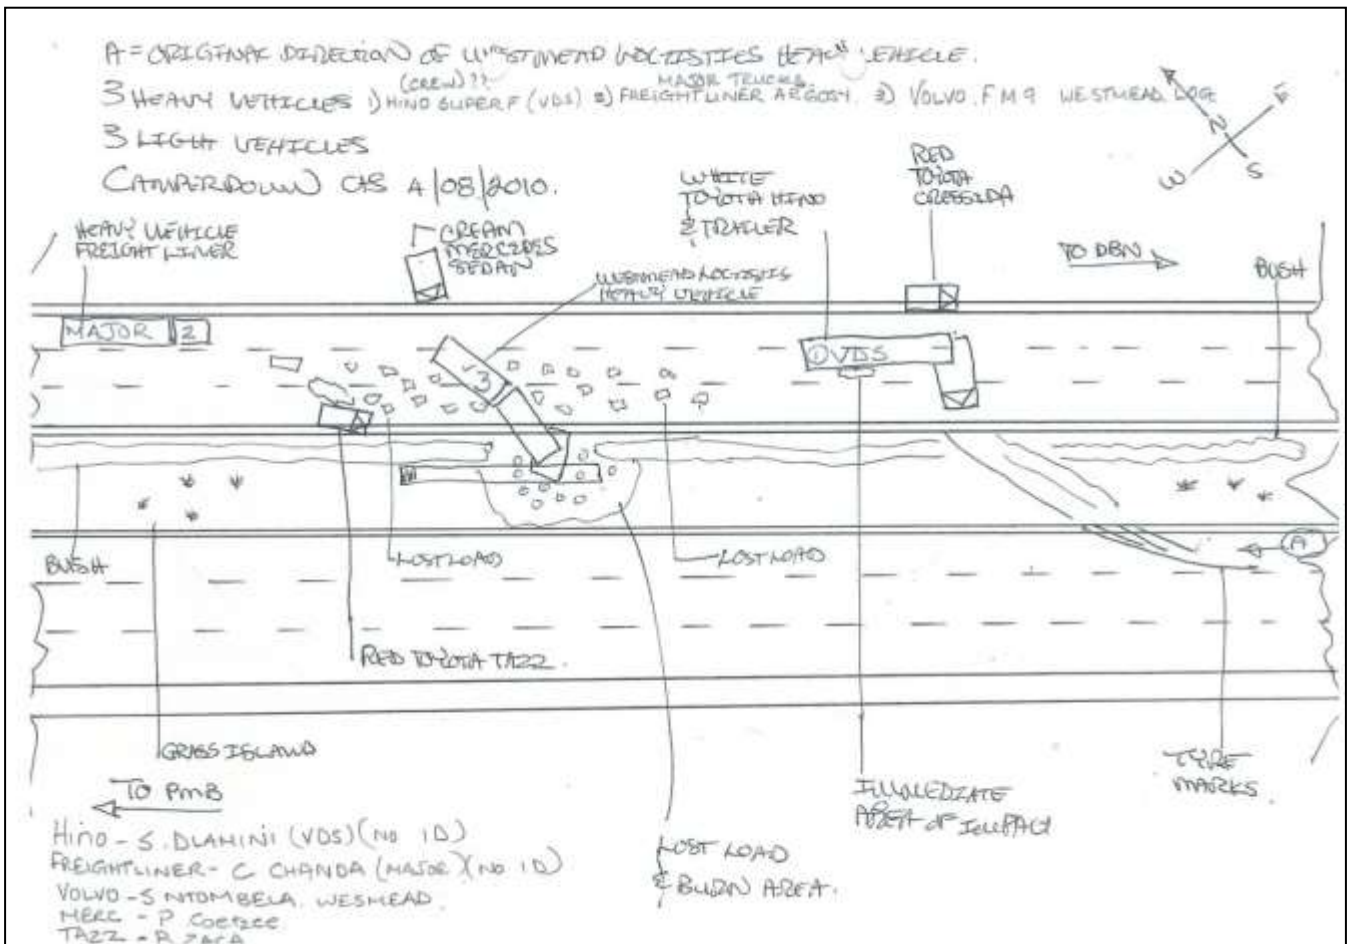 A = ORIGINAL DIRECTION OF WESTMEAD LOGISTICS HEAVY VEHICLE.
(CREW)?? MAJOR TRUCKS
3 HEAVY VEHICLES 1) HINO SUPER F (VDS) 2) FREIGHTLINER ARGOSY. 3) VOLVO. FM9 WESTMEAD LOG
3 LIGHT VEHICLES
CAMPERDOWN CAS 4/08/2010.
N
E
W
S
HEAVY VEHICLE
FREIGHT LINER
CREAM
MERCEDES
SEDAN
WESTMEAD LOGISTIS
HEAVY VEHICLE
WHITE
TOYOTA HINO
& TRAILER
RED
TOYOTA
CRESSIDA
TO DBN
BUSH
MAJOR 2
3
1 VDS
A
BUSH
LOST LOAD
LOST LOAD
RED TOYOTA TAZZ.
GRASS ISLAND
TO PMB
IMMEDIATE
AREA OF IMPACT
TYRE
MARKS.
LOST LOAD
& BURN AREA.
Hino - S. DLAMINI (VDS) (NO ID)
FREIGHTLINER - C CHANDA (MAJOR) (NO ID)
VOLVO - S NTOMBELA. WESMEAD.
MERC - P Coetzee
TAZZ - R